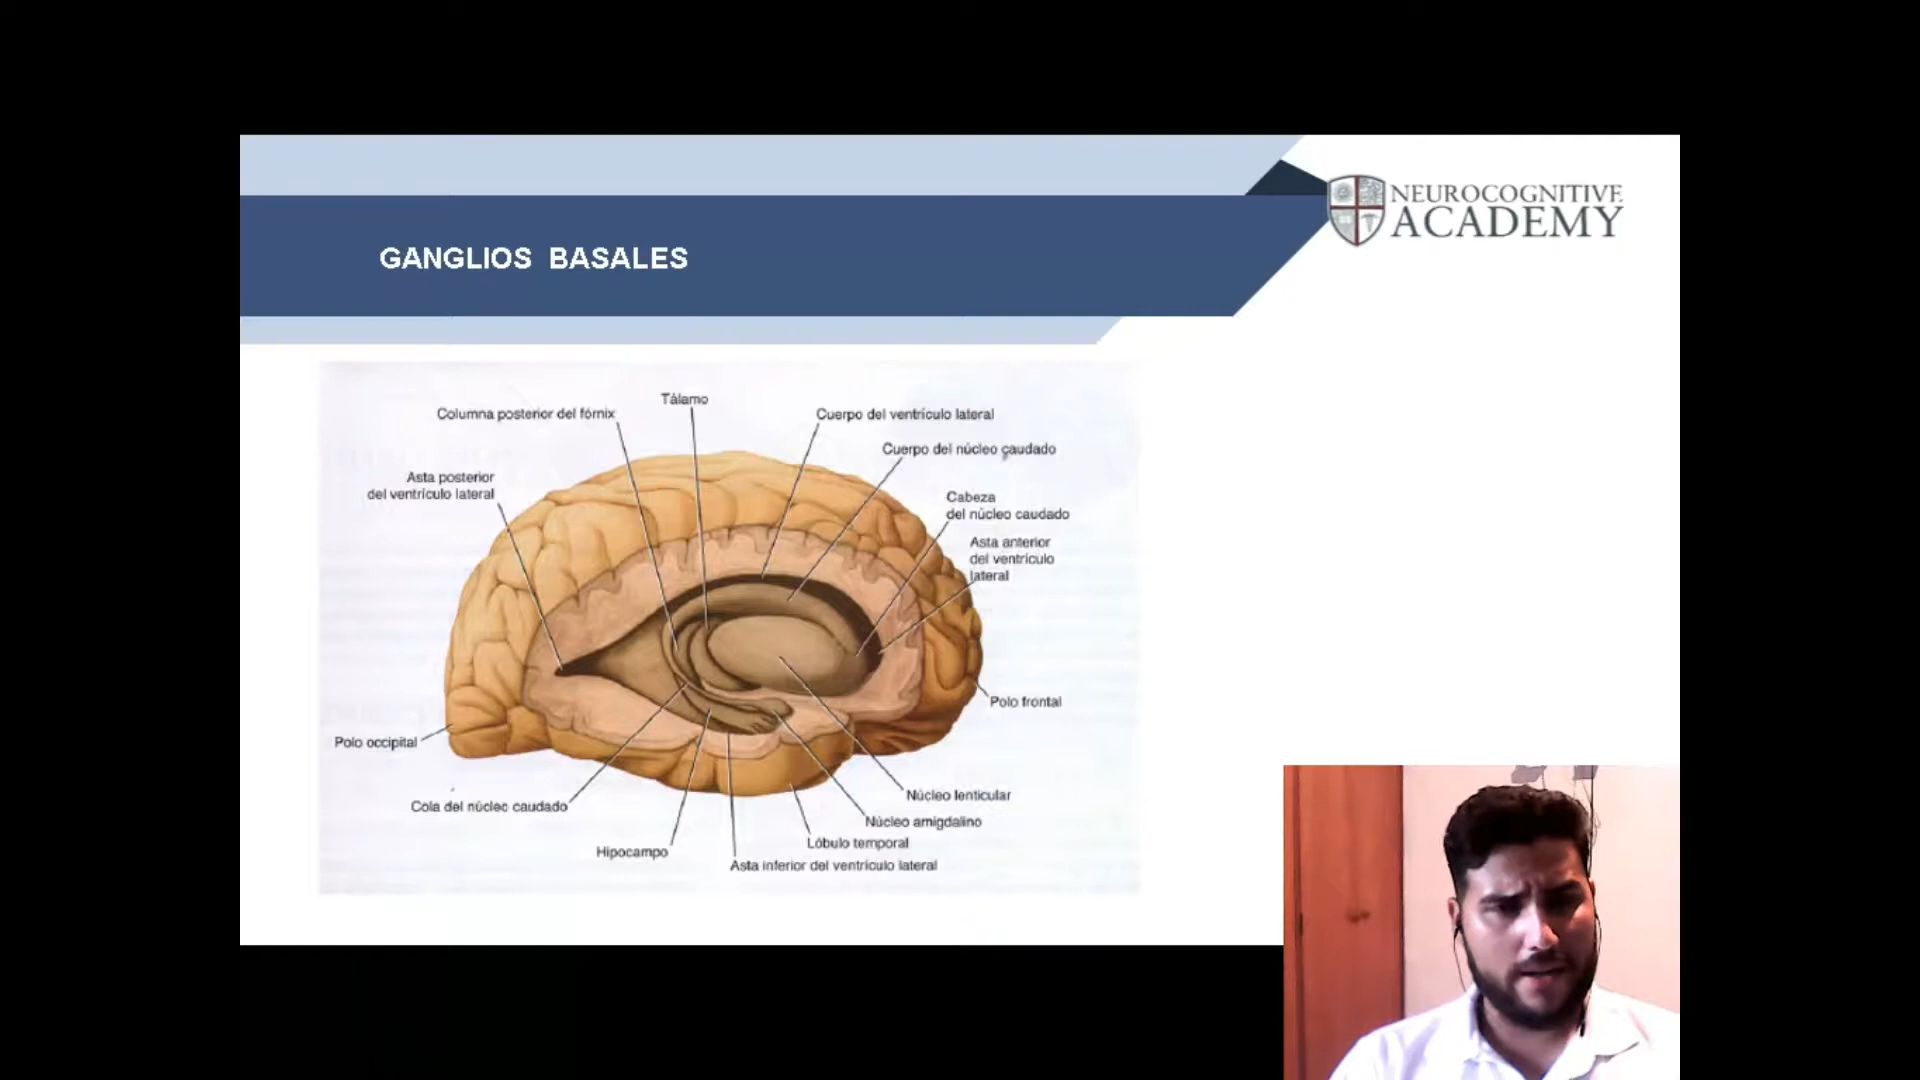 NEUROCOGNITIVE
ACADEMY
GANGLIOS BASALES
Tálamo
Columna posterior del fórnix
Cuerpo del ventrículo lateral
Cuerpo del núcleo caudado
Asta posterior
del ventrículo lateral
Cabeza
del núcleo caudado
Asta anterior
del ventrículo
lateral
Polo frontal
Polo occipital
Núcleo lenticular
Cola del núcleo caudado
Núcleo amigdalino
Lóbulo temporal
Hipocampo
Asta inferior del ventrículo lateral